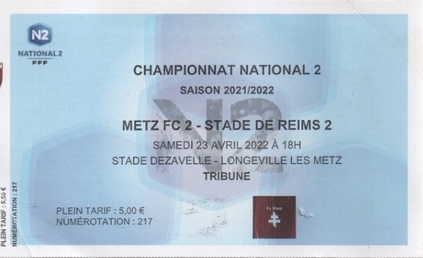 N2
NATIONAL 2
FFF
CHAMPIONNAT NATIONAL 2
SAISON 2021/2022
N2
METZ FC 2 - STADE DE REIMS 2
SAMEDI 23 AVRIL 2022 A 18H
STADE DEZAVELLE - LONGEVILLE LES METZ
TRIBUNE
PLEIN TARIF : 5,00 €
NUMÉROTATION : 217
PLEIN TARIF : 5,00 €
NUMÉROTATION : 217